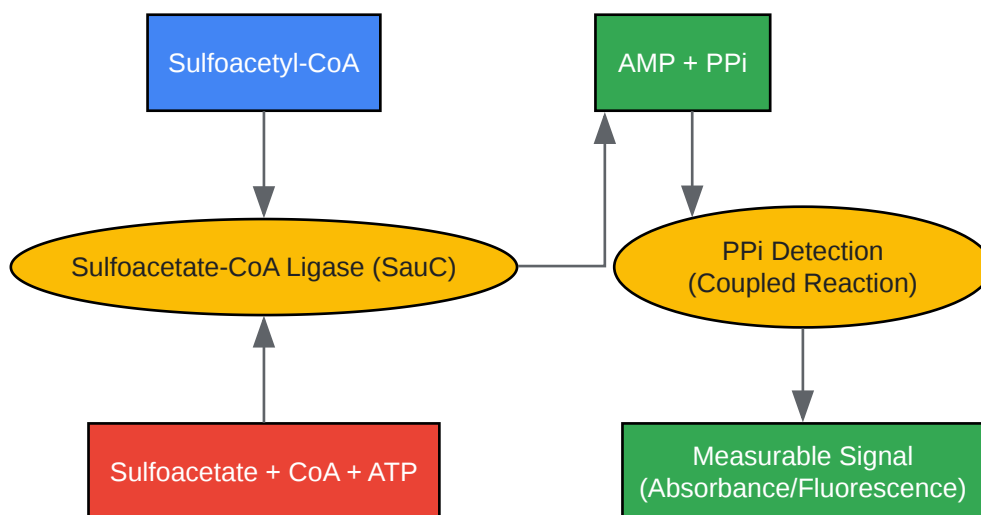 Sulfoacetyl-CoA
AMP + PPi
Sulfoacetate-CoA Ligase (SauC)
PPi Detection
(Coupled Reaction)
Sulfoacetate + CoA + ATP
Measurable Signal
(Absorbance/Fluorescence)